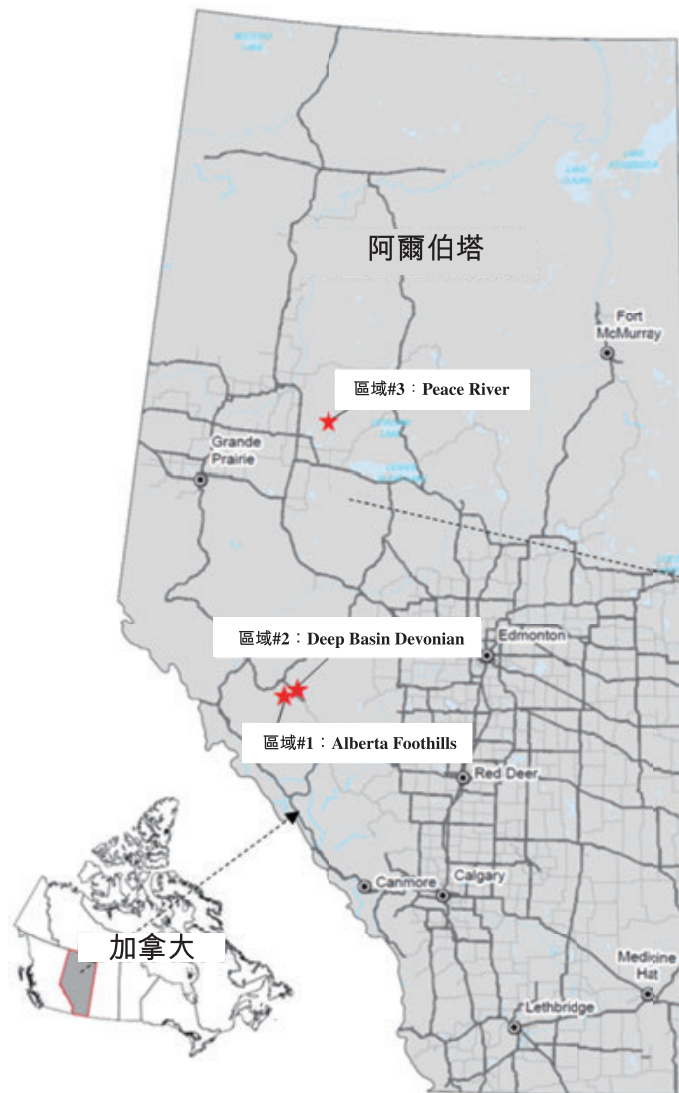 阿爾伯塔
Fort
McMurray
區域#3：Peace River
Grande
Prairie
區域#2：Deep Basin Devonian
Edmonton
區域#1：Alberta Foothills
Red Deer
Canmore
Calgary
加拿大
Medicine
Hat
Lethbridge